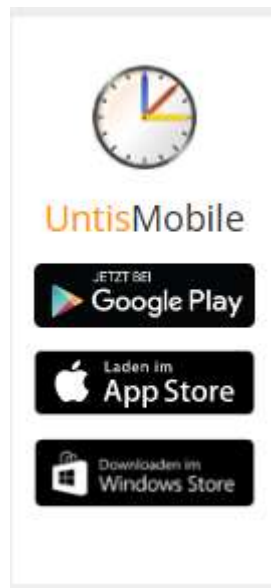 UntisMobile
JETZT BEI
Google Play
Laden im
App Store
Downloaden im
Windows Store